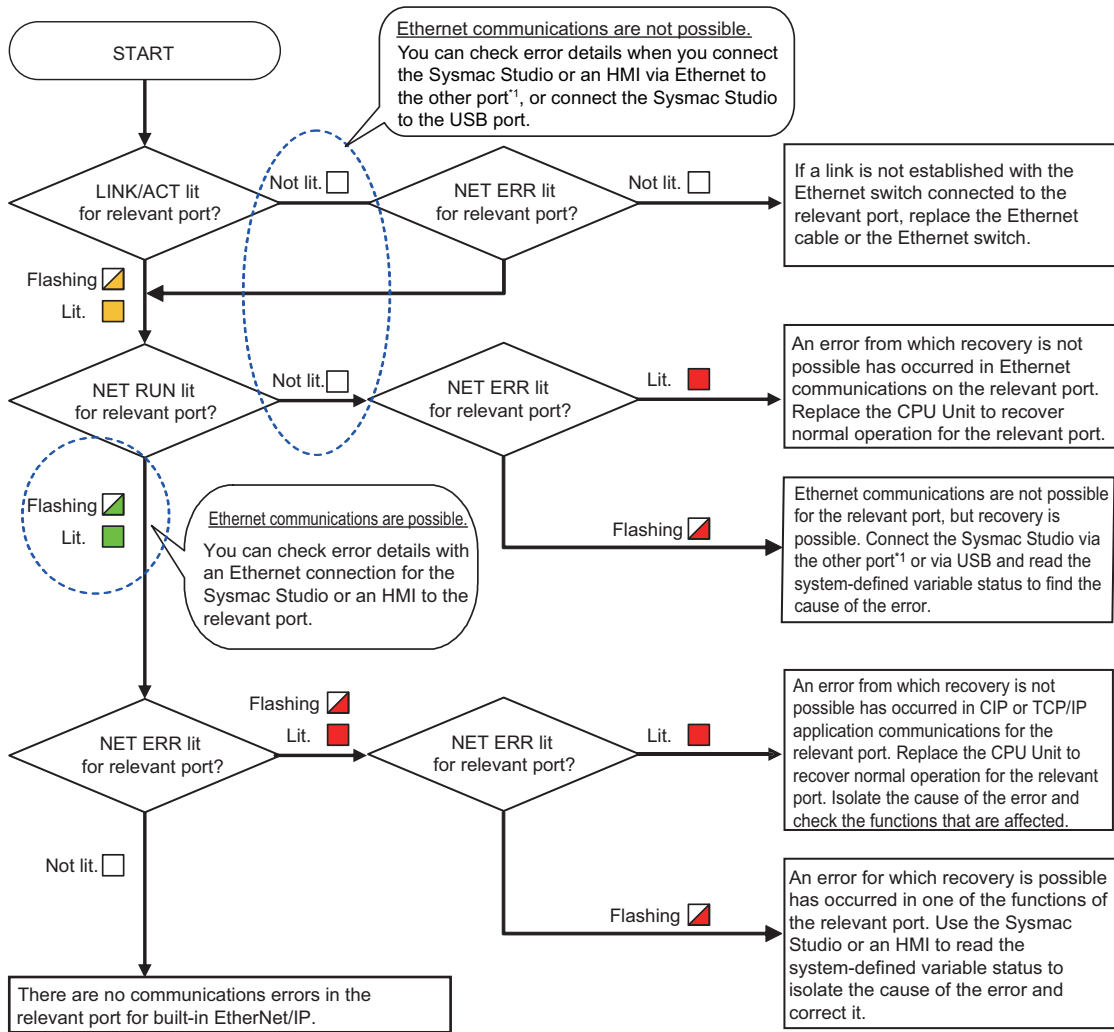 START
Ethernet communications are not possible.
You can check error details when you connect
the Sysmac Studio or an HMI via Ethernet to
the other port*1, or connect the Sysmac Studio
to the USB port.
LINK/ACT lit
for relevant port?
Not lit.
NET ERR lit
for relevant port?
Not lit.
If a link is not established with the
Ethernet switch connected to the
relevant port, replace the Ethernet
cable or the Ethernet switch.
Flashing
Lit.
NET RUN lit
for relevant port?
Not lit.
NET ERR lit
for relevant port?
Lit.
An error from which recovery is not
possible has occurred in Ethernet
communications on the relevant port.
Replace the CPU Unit to recover
normal operation for the relevant port.
Flashing
Lit.
Ethernet communications are possible.
You can check error details with
an Ethernet connection for the
Sysmac Studio or an HMI to the
relevant port.
Flashing
Ethernet communications are not possible
for the relevant port, but recovery is
possible. Connect the Sysmac Studio via
the other port*1 or via USB and read the
system-defined variable status to find the
cause of the error.
NET ERR lit
for relevant port?
Flashing
Lit.
NET ERR lit
for relevant port?
Lit.
An error from which recovery is not
possible has occurred in CIP or TCP/IP
application communications for the
relevant port. Replace the CPU Unit to
recover normal operation for the relevant
port. Isolate the cause of the error and
check the functions that are affected.
Not lit.
Flashing
An error for which recovery is possible
has occurred in one of the functions of
the relevant port. Use the Sysmac
Studio or an HMI to read the
system-defined variable status to
isolate the cause of the error and
correct it.
There are no communications errors in the
relevant port for built-in EtherNet/IP.